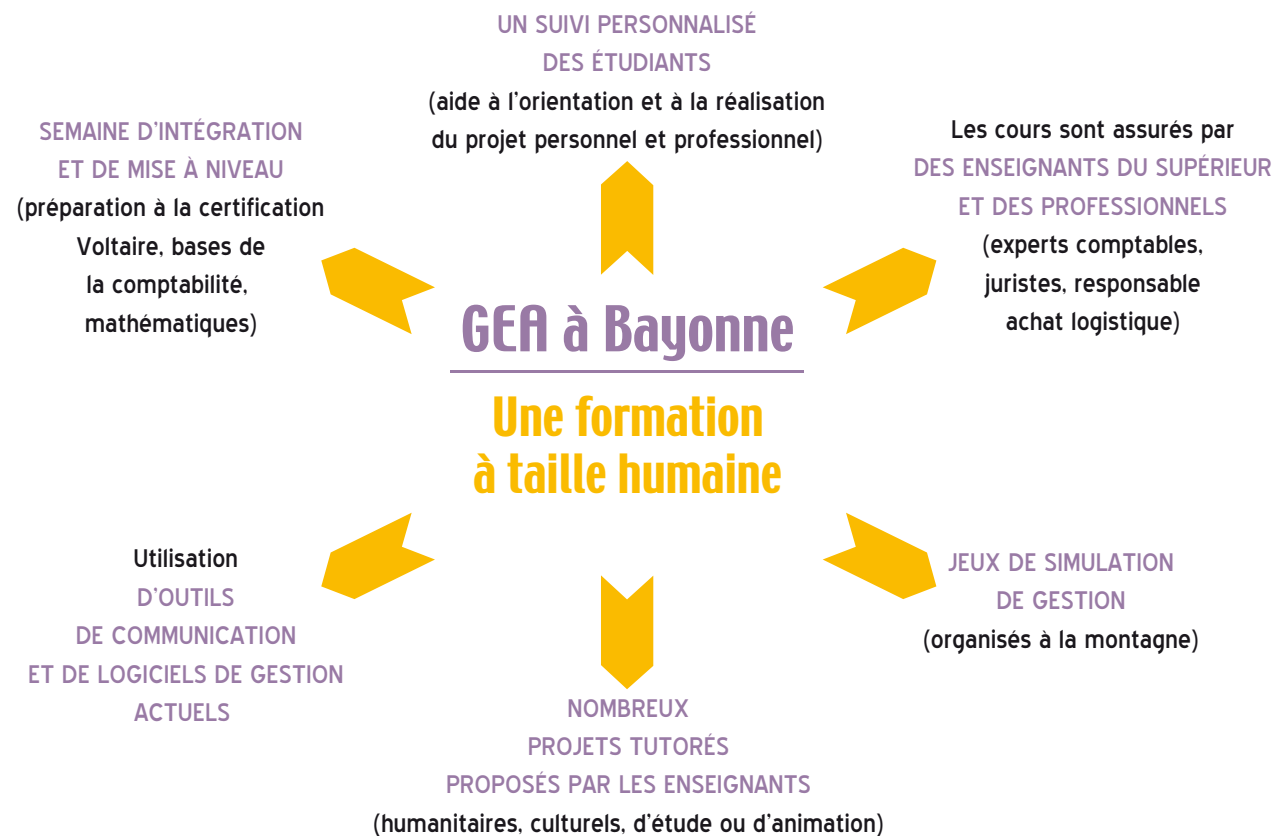 UN SUIVI PERSONNALISÉ
DES ÉTUDIANTS
(aide à l'orientation et à la réalisation
du projet personnel et professionnel)
SEMAINE D'INTÉGRATION
ET DE MISE À NIVEAU
(préparation à la certification
Voltaire, bases de
la comptabilité,
mathématiques)
Les cours sont assurés par
DES ENSEIGNANTS DU SUPÉRIEUR
ET DES PROFESSIONNELS
(experts comptables,
juristes, responsable
achat logistique)
GEA à Bayonne
Une formation
à taille humaine
Utilisation
D'OUTILS
DE COMMUNICATION
ET DE LOGICIELS DE GESTION
ACTUELS
JEUX DE SIMULATION
DE GESTION
(organisés à la montagne)
NOMBREUX
PROJETS TUTORÉS
PROPOSÉS PAR LES ENSEIGNANTS
(humanitaires, culturels, d'étude ou d'animation)